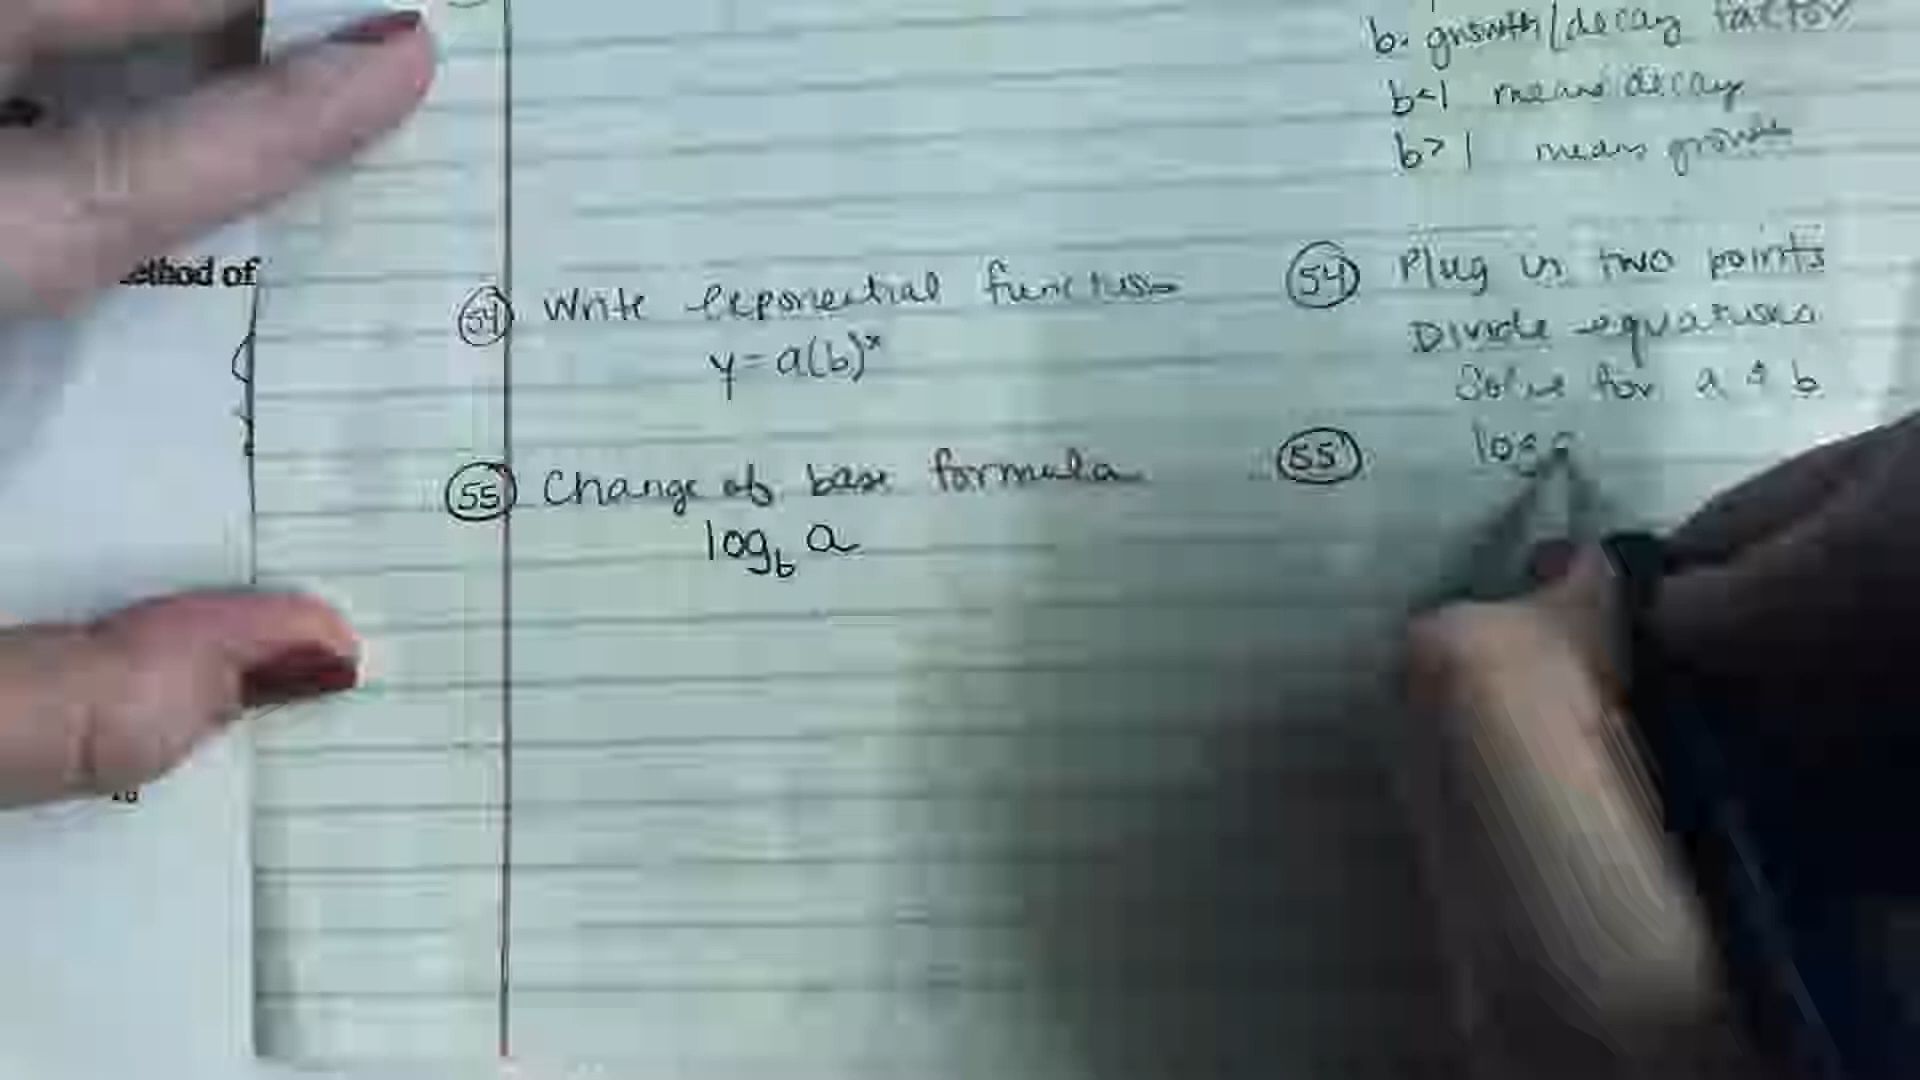 b. growth/decay factor
b<1 means decay
b>1 means growth
ethod of
54 Write exponential function
y=a(b)ˣ
54 Plug in two points
Divide equations
Solve for a & b
55 Change of base formula
log_b a
55 log